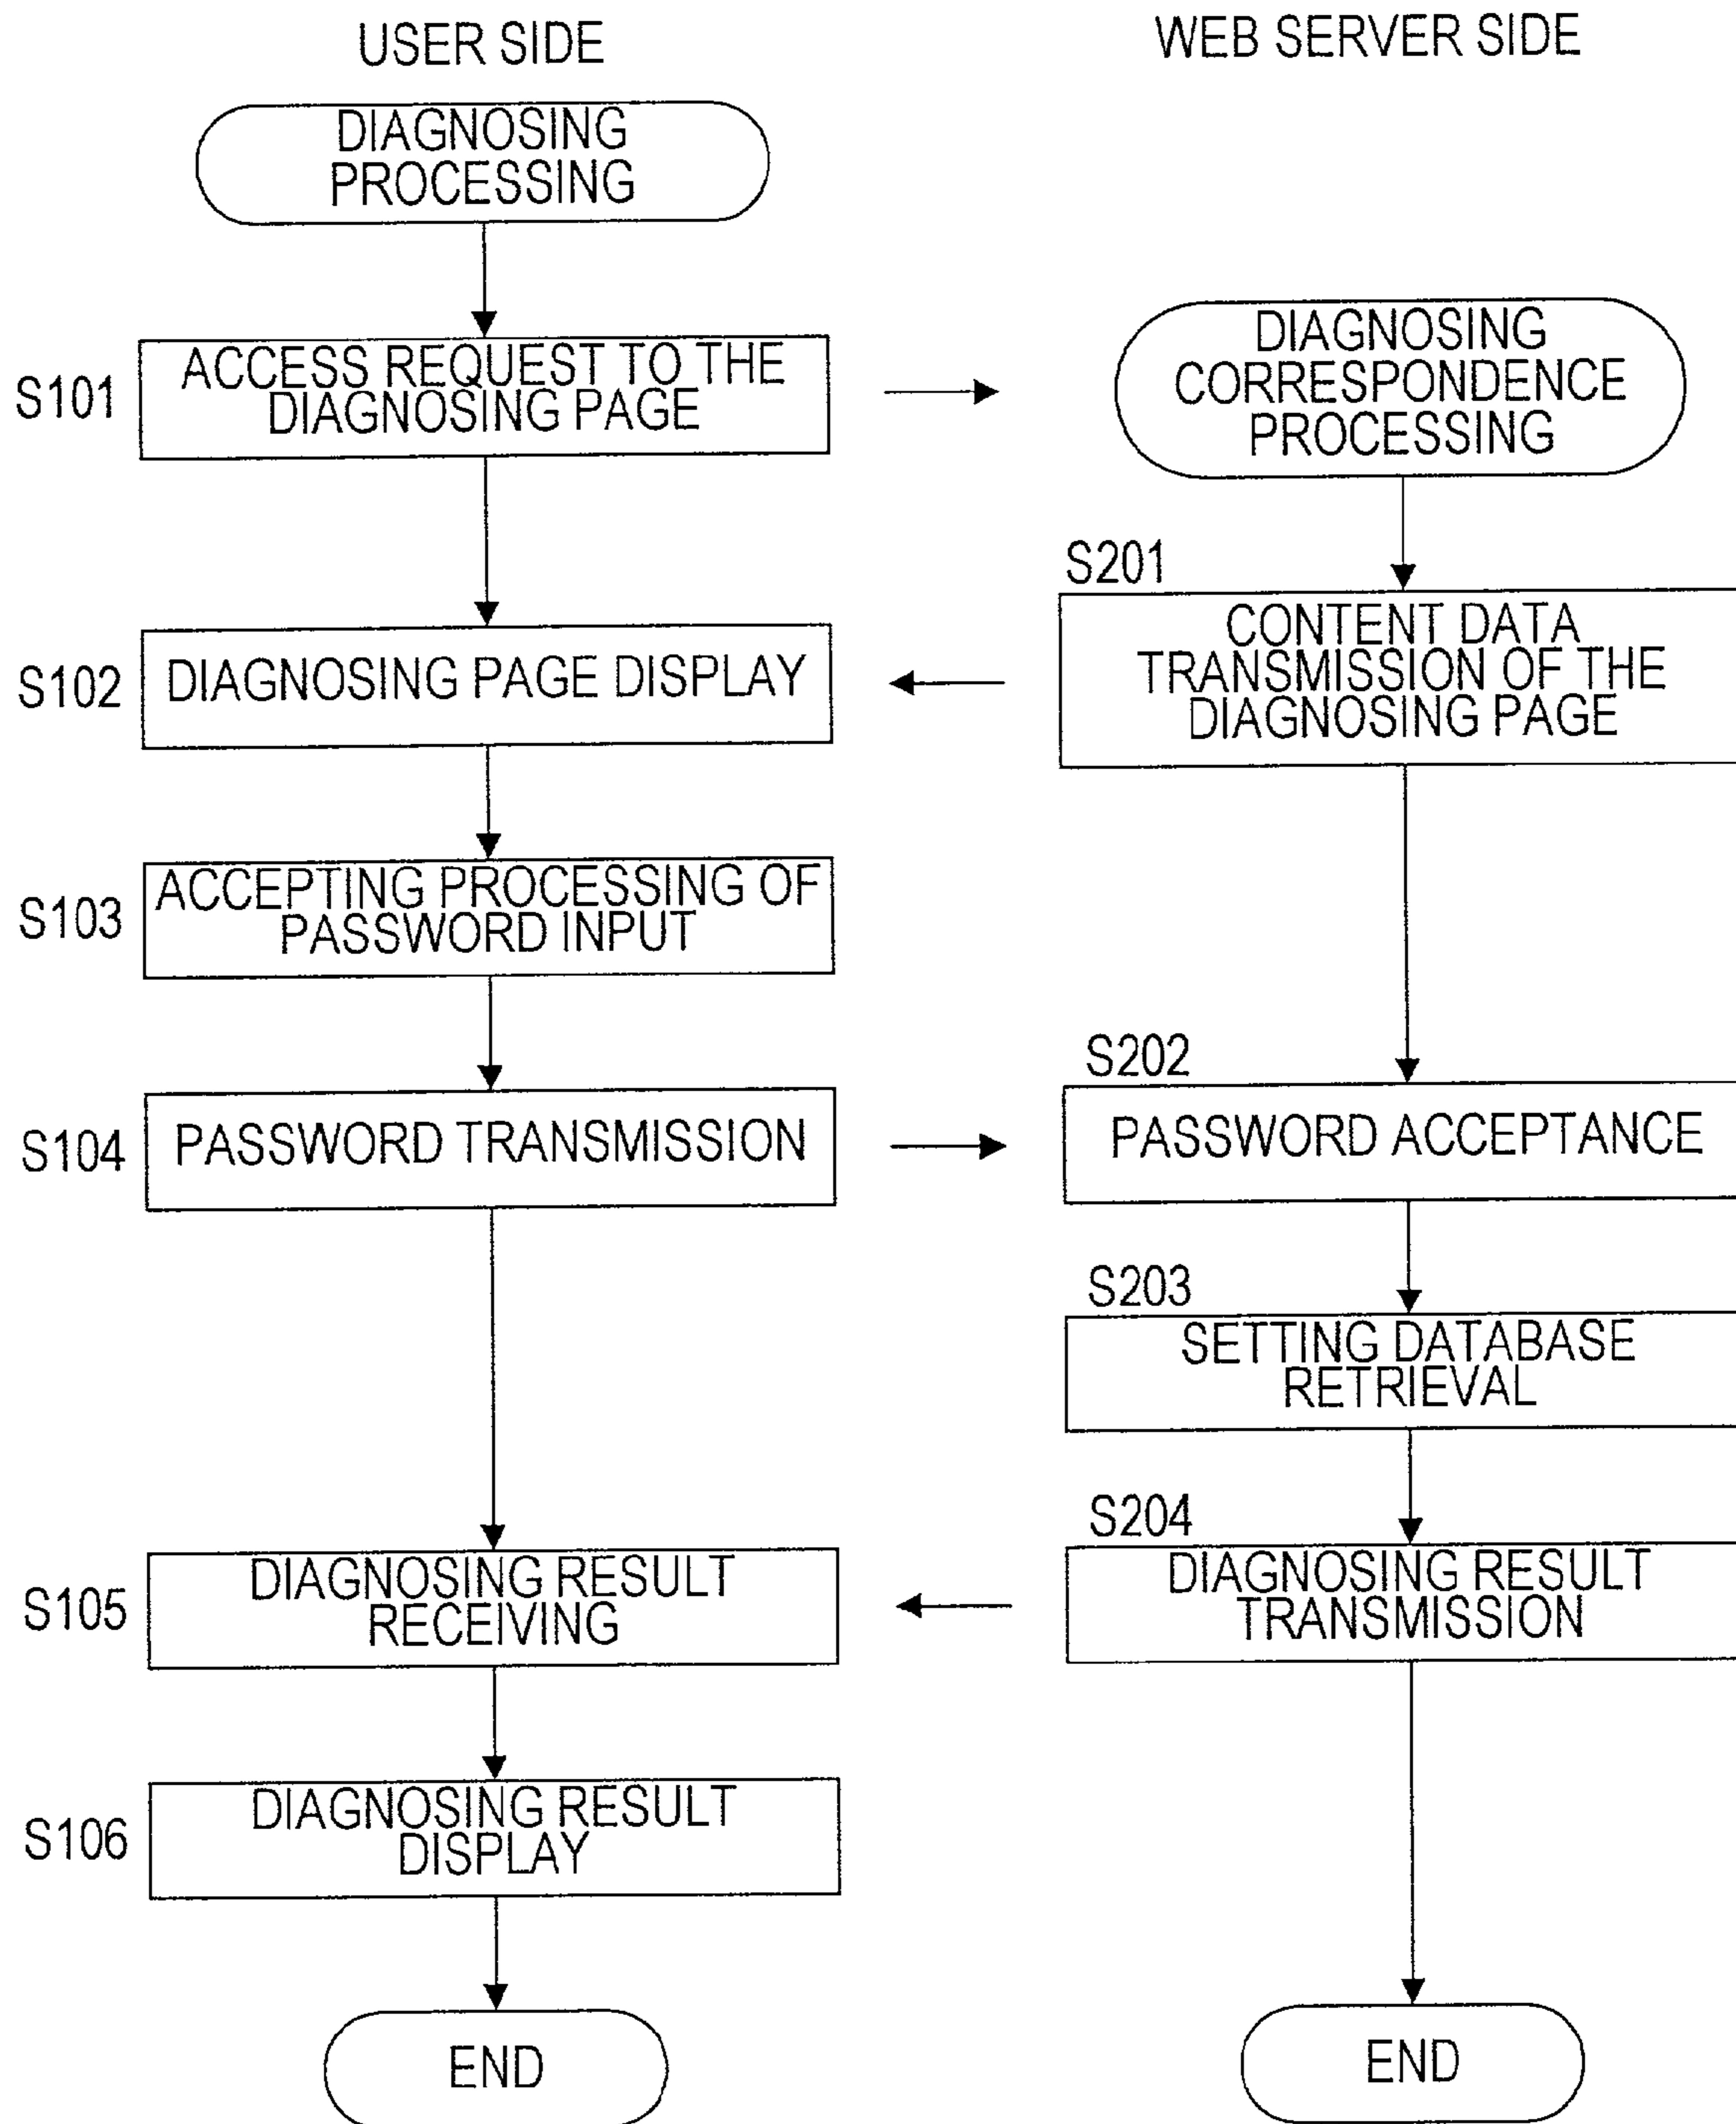 USER SIDE
WEB SERVER SIDE
DIAGNOSING
PROCESSING
S101
ACCESS REQUEST TO THE
DIAGNOSING PAGE
DIAGNOSING
CORRESPONDENCE
PROCESSING
S201
CONTENT DATA
TRANSMISSION OF THE
DIAGNOSING PAGE
S102
DIAGNOSING PAGE DISPLAY
S103
ACCEPTING PROCESSING OF
PASSWORD INPUT
S104
PASSWORD TRANSMISSION
S202
PASSWORD ACCEPTANCE
S203
SETTING DATABASE
RETRIEVAL
S204
DIAGNOSING RESULT
TRANSMISSION
S105
DIAGNOSING RESULT
RECEIVING
S106
DIAGNOSING RESULT
DISPLAY
END
END